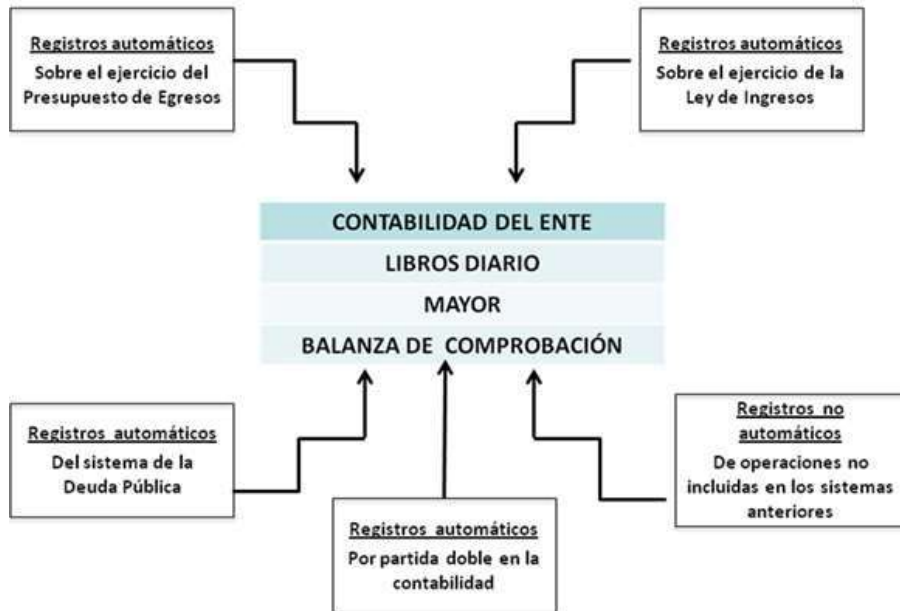 Registros automáticos
Sobre el ejercicio del
Presupuesto de Egresos
Registros automáticos
Sobre el ejercicio de la
Ley de Ingresos
CONTABILIDAD DEL ENTE
LIBROS DIARIO
MAYOR
BALANZA DE COMPROBACIÓN
Registros automáticos
Del sistema de la
Deuda Pública
Registros automáticos
Por partida doble en la
contabilidad
Registros no
automáticos
De operaciones no
incluidas en los sistemas
anteriores